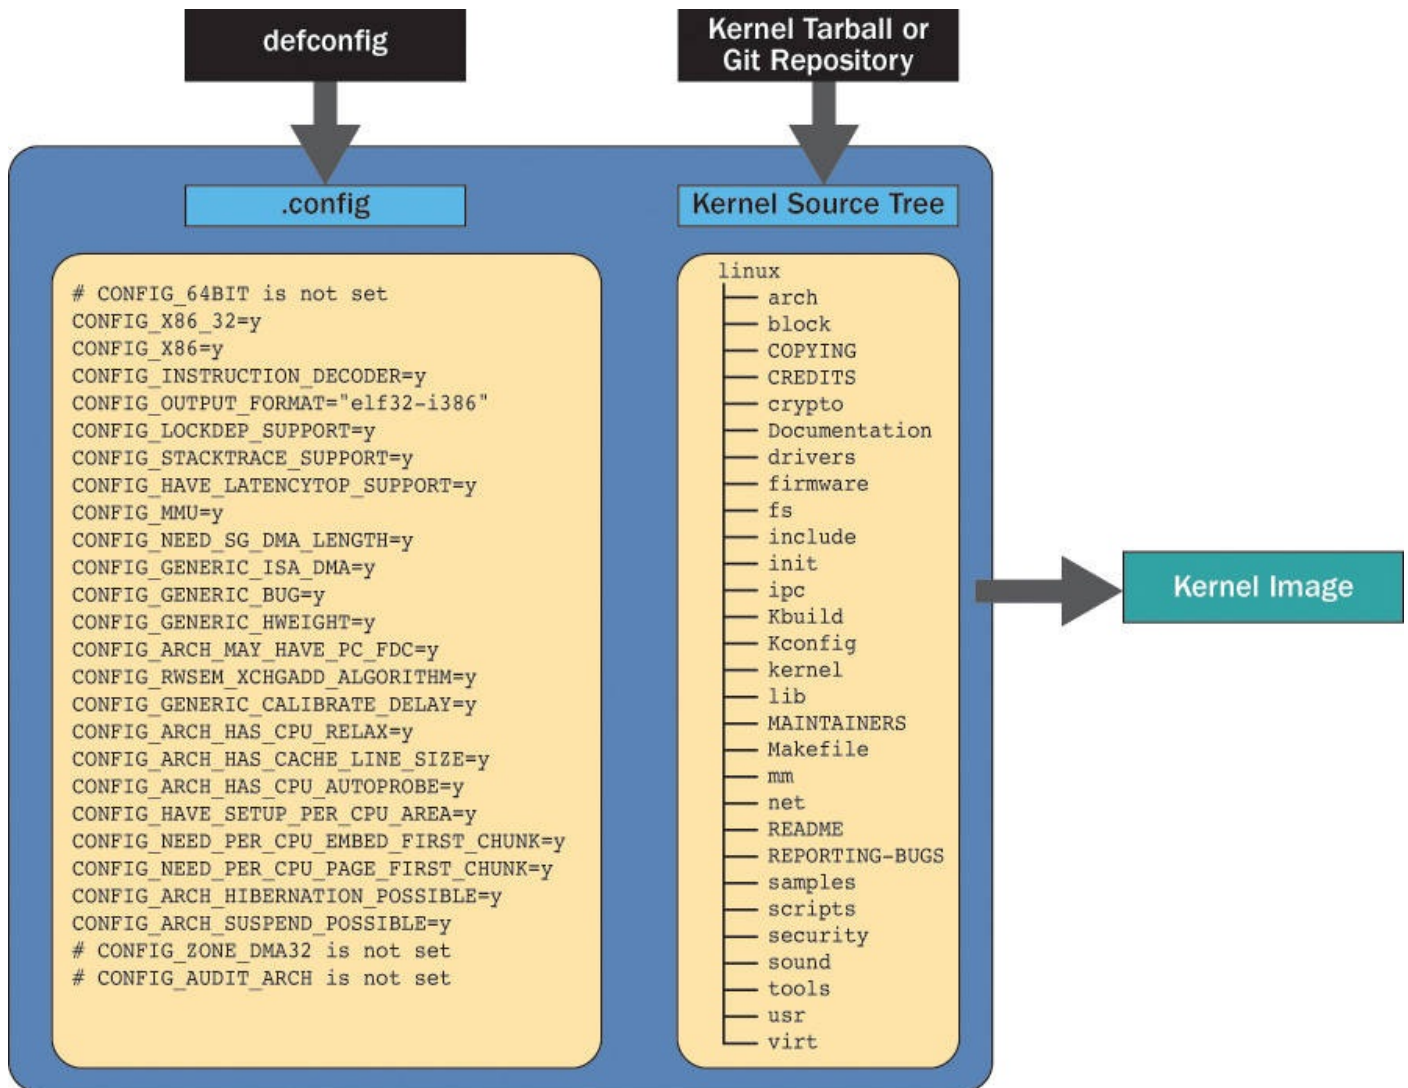 defconfig
Kernel Tarball or
Git Repository
.config
Kernel Source Tree
# CONFIG_64BIT is not set
CONFIG_X86_32=y
CONFIG_X86=y
CONFIG_INSTRUCTION_DECODER=y
CONFIG_OUTPUT_FORMAT="elf32-i386"
CONFIG_LOCKDEP_SUPPORT=y
CONFIG_STACKTRACE_SUPPORT=y
CONFIG_HAVE_LATENCYTOP_SUPPORT=y
CONFIG_MMU=y
CONFIG_NEED_SG_DMA_LENGTH=y
CONFIG_GENERIC_ISA_DMA=y
CONFIG_GENERIC_BUG=y
CONFIG_GENERIC_HWEIGHT=y
CONFIG_ARCH_MAY_HAVE_PC_FDC=y
CONFIG_RWSEM_XCHGADD_ALGORITHM=y
CONFIG_GENERIC_CALIBRATE_DELAY=y
CONFIG_ARCH_HAS_CPU_RELAX=y
CONFIG_ARCH_HAS_CACHE_LINE_SIZE=y
CONFIG_ARCH_HAS_CPU_AUTOPROBE=y
CONFIG_HAVE_SETUP_PER_CPU_AREA=y
CONFIG_NEED_PER_CPU_EMBED_FIRST_CHUNK=y
CONFIG_NEED_PER_CPU_PAGE_FIRST_CHUNK=y
CONFIG_ARCH_HIBERNATION_POSSIBLE=y
CONFIG_ARCH_SUSPEND_POSSIBLE=y
# CONFIG_ZONE_DMA32 is not set
# CONFIG_AUDIT_ARCH is not set
linux
arch
block
COPYING
CREDITS
crypto
Documentation
drivers
firmware
fs
include
init
ipc
Kbuild
Kconfig
kernel
lib
MAINTAINERS
Makefile
mm
net
README
REPORTING-BUGS
samples
scripts
security
sound
tools
usr
virt
Kernel Image